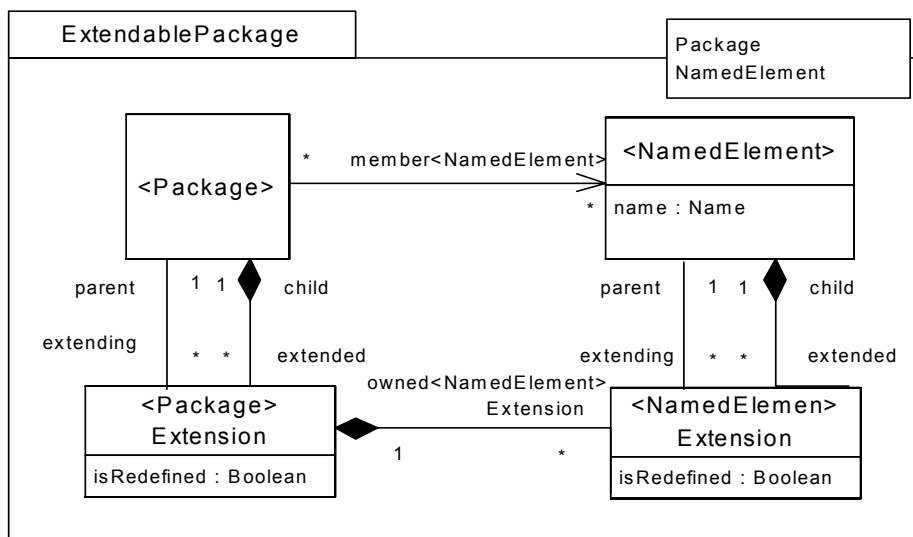 ExtendablePackage
Package
NamedElement
<Package>
* member<NamedElement>
*
<NamedElement>
name : Name
parent 1 1 child
extending * * extended
parent 1 1 child
extending * * extended
<Package>
Extension
isRedefined : Boolean
owned<NamedElement>
Extension
1 *
<NamedElemen>
Extension
isRedefined : Boolean